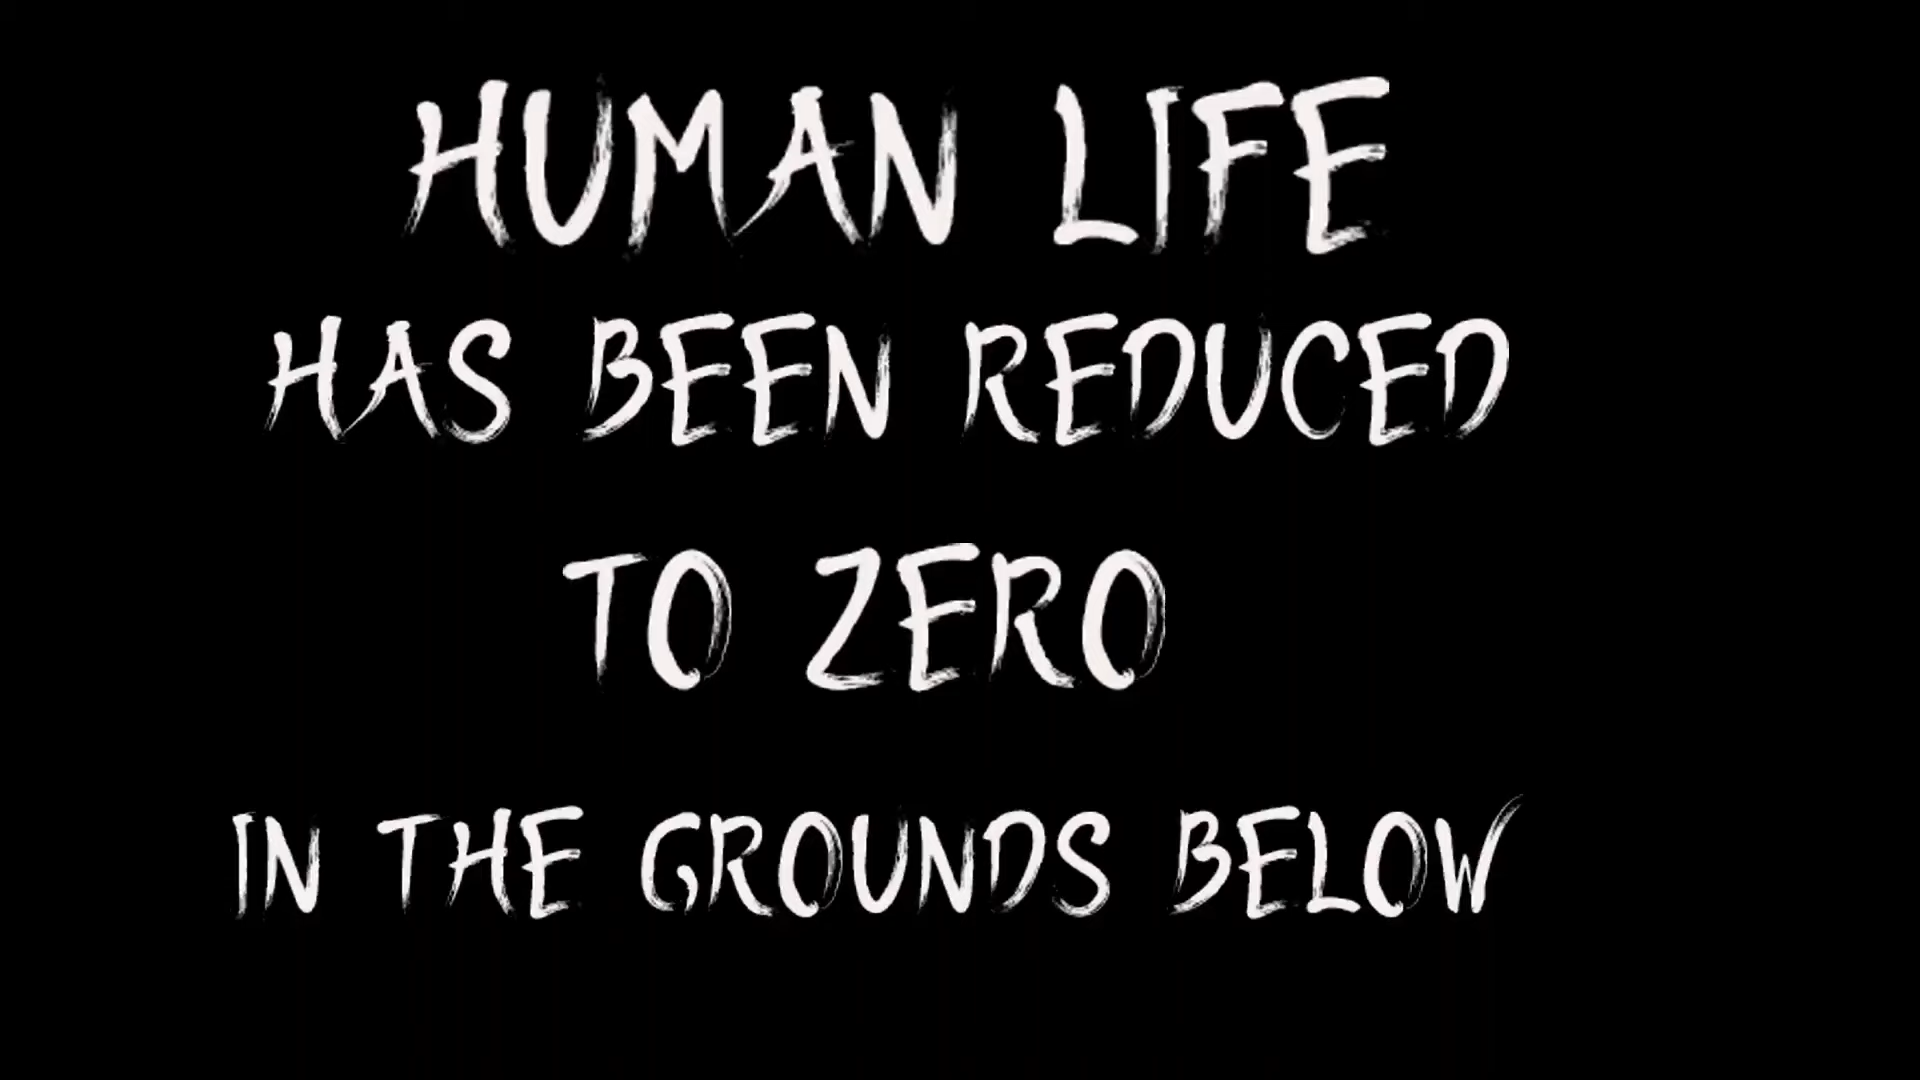 HUMAN LIFE
HAS BEEN REDUCED
TO ZERO
IN THE GROUNDS BELOW